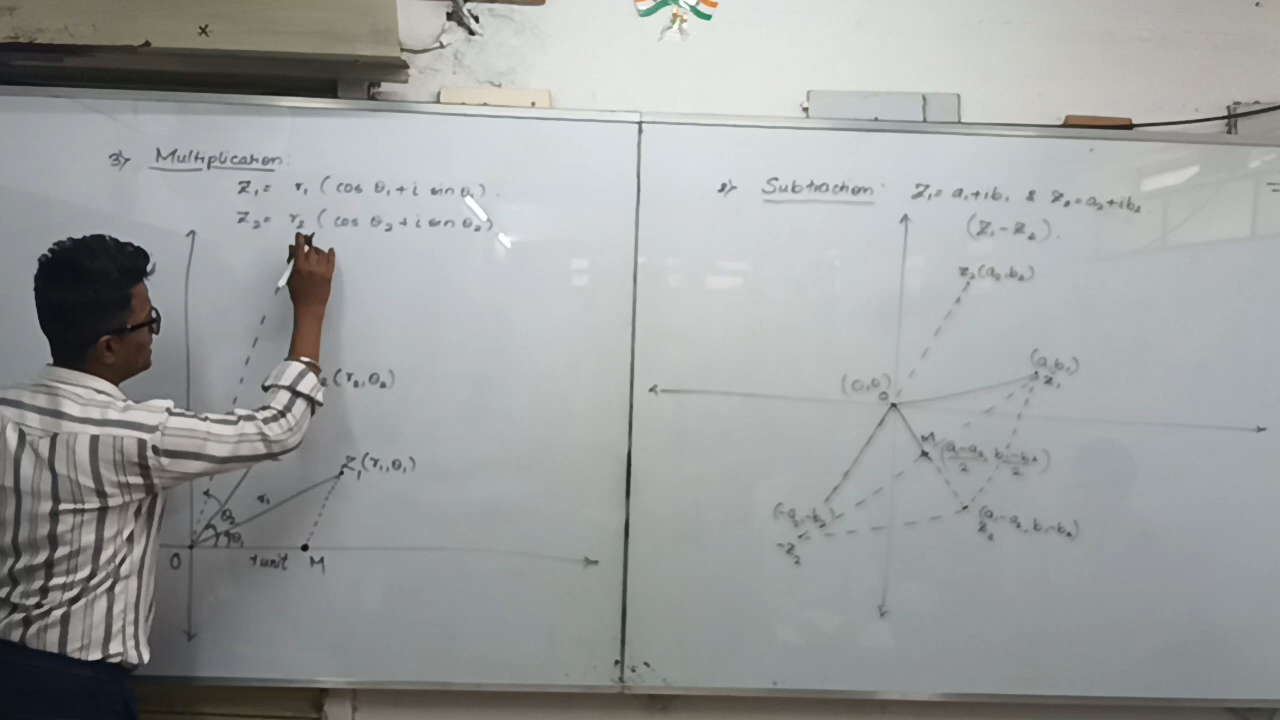 3) Multiplication:
Z₁ = r₁ ( cos θ₁ + i sin θ₁ ).
Z₂ = r₂ ( cos θ₂ + i sin θ₂ )
(r₂, θ₂)
Z₁(r₁, θ₁)
r₁
θ₂
θ₁
O 1 unit M
2) Subtraction: Z₁ = a₁ + ib₁ & Z₂ = a₂ + ib₂
(Z₁ - Z₂).
Z₂(a₂, b₂)
(a₁, b₁)
Z₁
(0,0)
O
M (a₁-a₂/2, b₁-b₂/2)
(-a₂, -b₂)
-Z₂
(a₁-a₂, b₁-b₂)